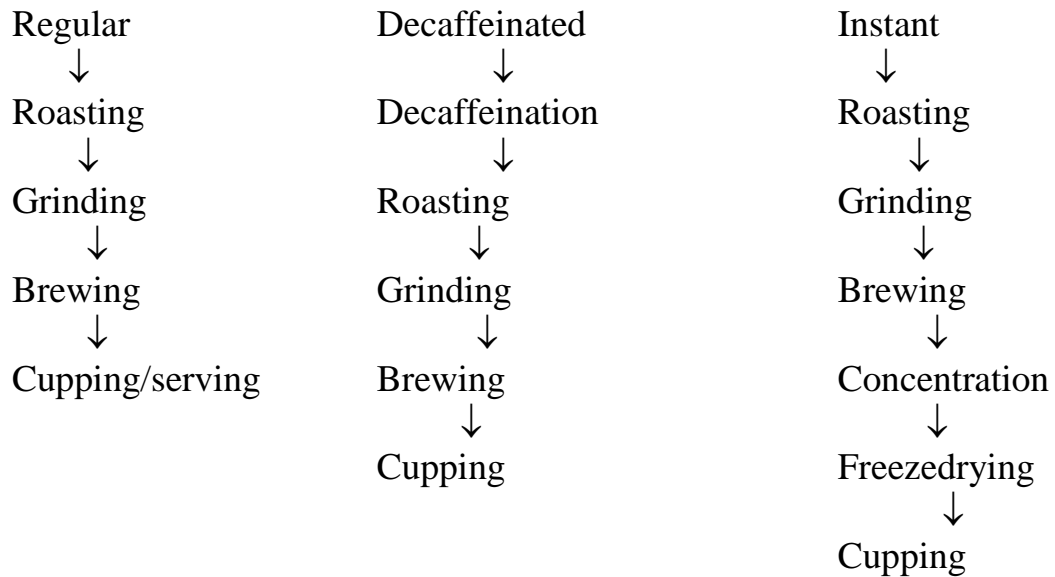 Regular Decaffeinated Instant
↓ ↓ ↓
Roasting Decaffeination Roasting
↓ ↓ ↓
Grinding Roasting Grinding
↓ ↓ ↓
Brewing Grinding Brewing
↓ ↓ ↓
Cupping/serving Brewing Concentration
↓ ↓
Cupping Freezedrying
↓
Cupping